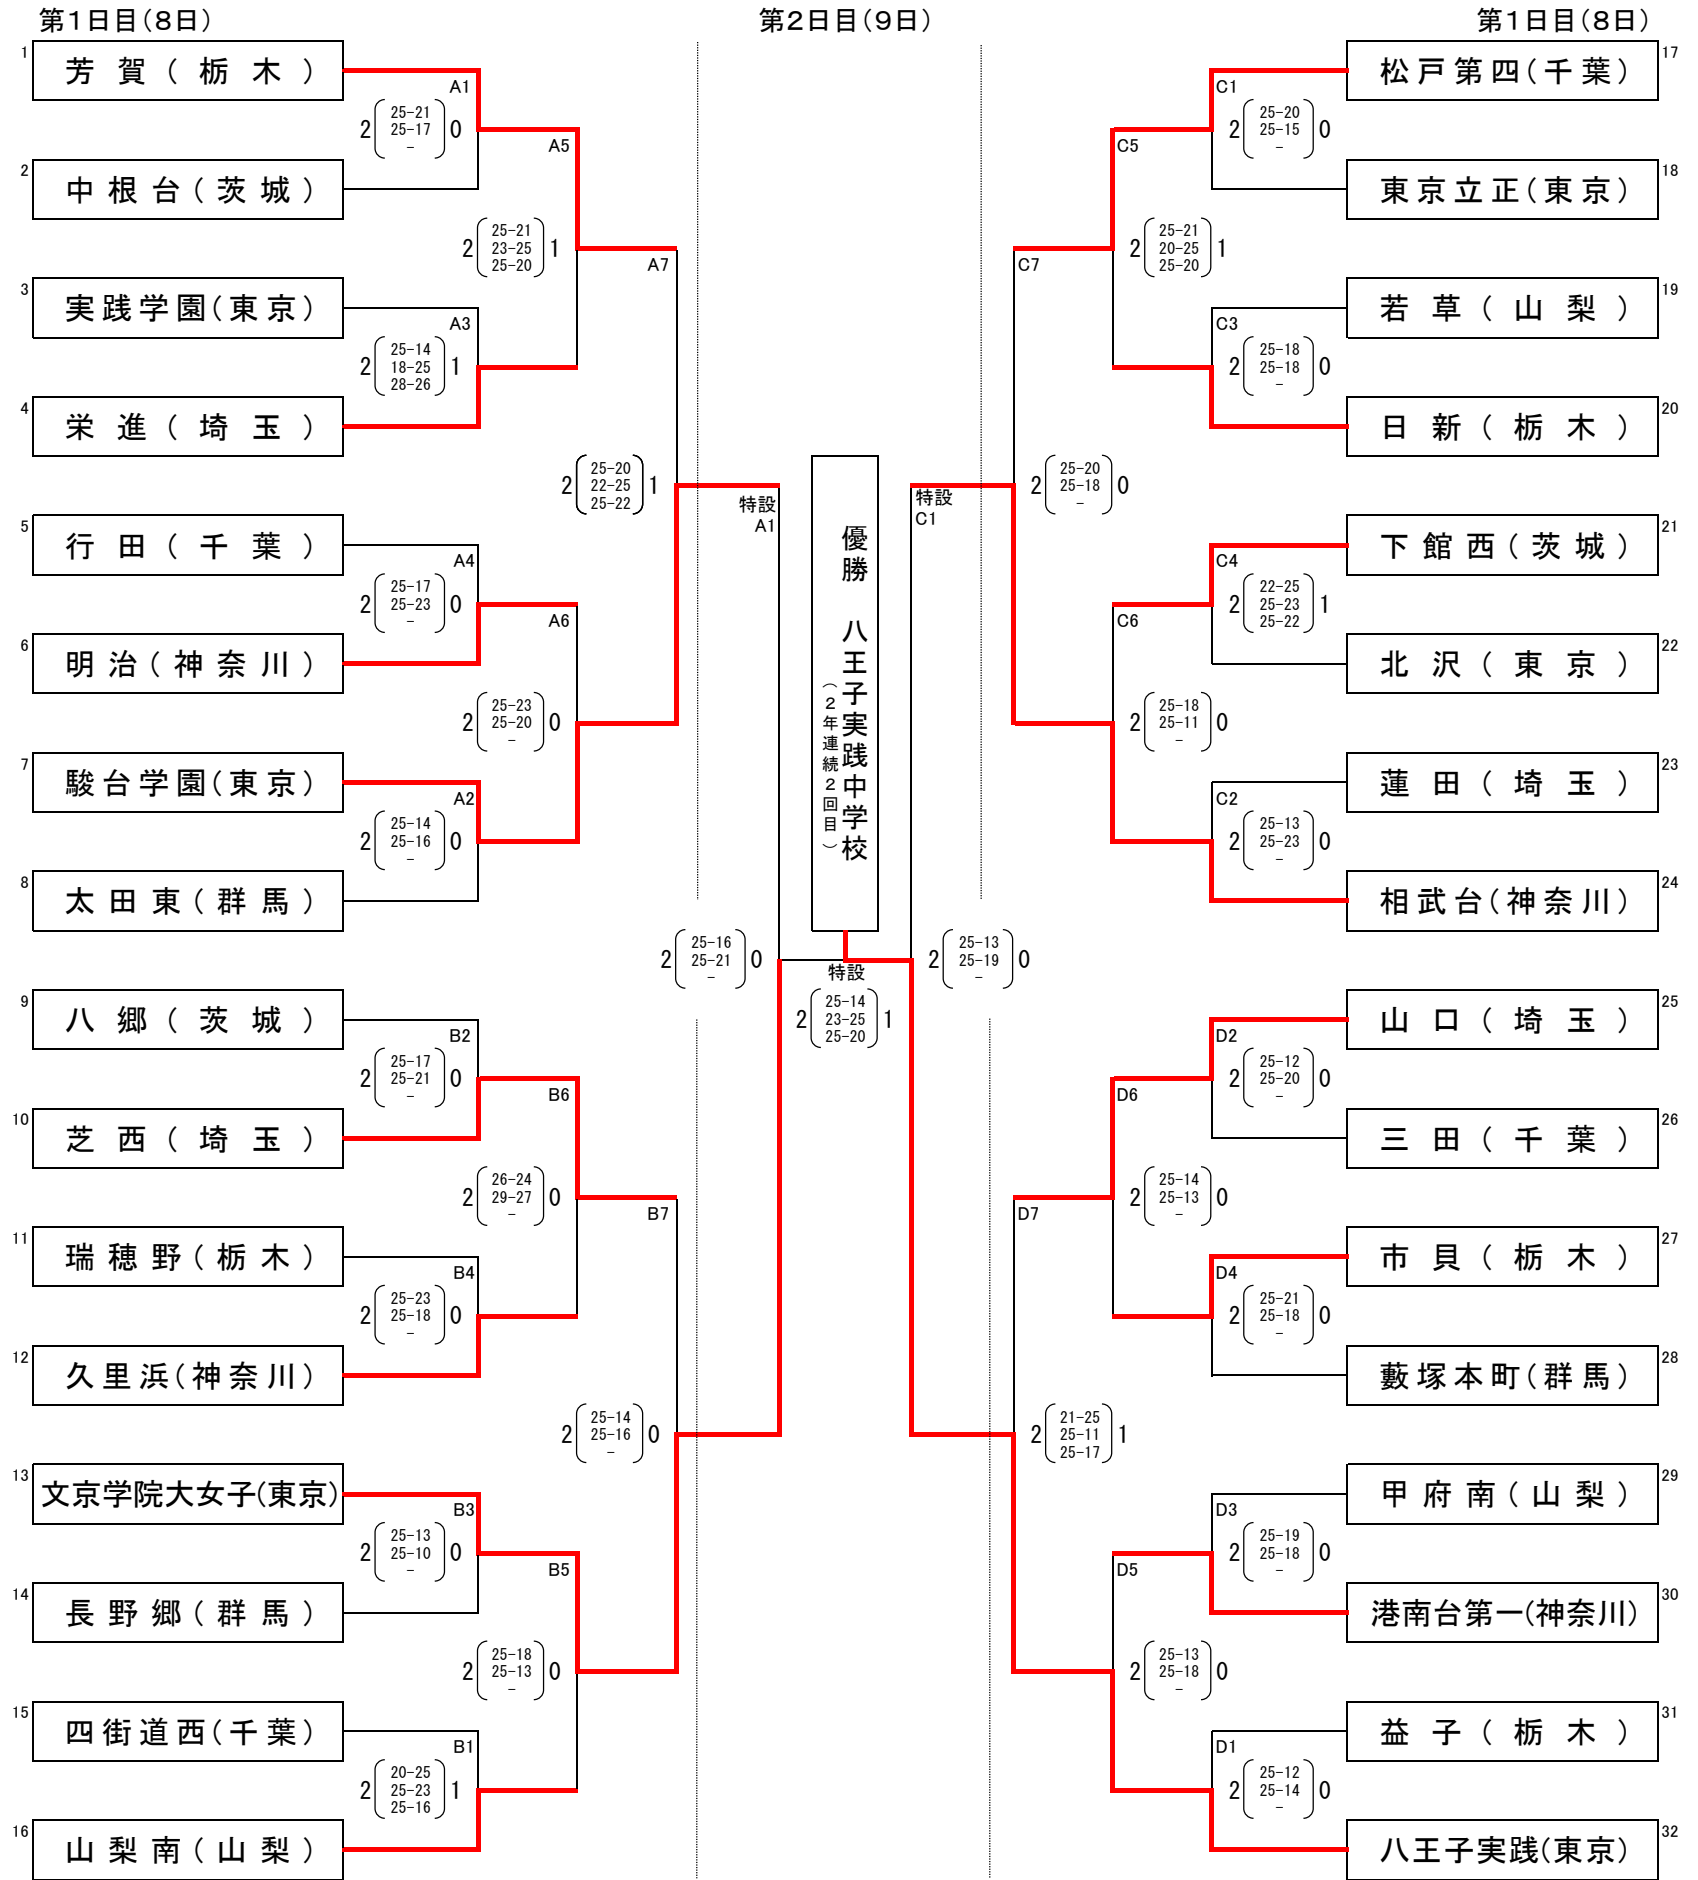 第1日目(8日)
第2日目(9日)
第1日目(8日)
1 芳賀(栃木)
2 中根台(茨城)
3 実践学園(東京)
4 栄進(埼玉)
5 行田(千葉)
6 明治(神奈川)
7 駿台学園(東京)
8 太田東(群馬)
9 八郷(茨城)
10 芝西(埼玉)
11 瑞穂野(栃木)
12 久里浜(神奈川)
13 文京学院大女子(東京)
14 長野郷(群馬)
15 四街道西(千葉)
16 山梨南(山梨)
A1
2 25-21 0
25-17
-
A3
2 25-14 1
18-25
28-26
A4
2 25-17 0
25-23
-
A2
2 25-14 0
25-16
-
B2
2 25-17 0
25-21
-
B4
2 25-23 0
25-18
-
B3
2 25-13 0
25-10
-
B1
2 20-25 1
25-23
25-16
A5
2 25-21 1
23-25
25-20
A6
2 25-23 0
25-20
-
B6
2 26-24 0
29-27
-
B5
2 25-18 0
25-13
-
A7
2 25-20 1
22-25
25-22
B7
2 25-14 0
25-16
-
特設
A1
2 25-16 0
25-21
-
優勝 八王子実践中学校
(2年連続2回目)
特設
2 25-14 1
23-25
25-20
特設
C1
2 25-13 0
25-19
-
C7
2 25-20 0
25-18
-
D7
2 21-25 1
25-11
25-17
C5
2 25-21 1
20-25
25-20
C6
2 25-18 0
25-11
-
D6
2 25-14 0
25-13
-
D5
2 25-13 0
25-18
-
C1
2 25-20 0
25-15
-
C3
2 25-18 0
25-18
-
C4
2 22-25 1
25-23
25-22
C2
2 25-13 0
25-23
-
D2
2 25-12 0
25-20
-
D4
2 25-21 0
25-18
-
D3
2 25-19 0
25-18
-
D1
2 25-12 0
25-14
-
松戸第四(千葉) 17
東京立正(東京) 18
若草(山梨) 19
日新(栃木) 20
下館西(茨城) 21
北沢(東京) 22
蓮田(埼玉) 23
相武台(神奈川) 24
山口(埼玉) 25
三田(千葉) 26
市貝(栃木) 27
藪塚本町(群馬) 28
甲府南(山梨) 29
港南台第一(神奈川) 30
益子(栃木) 31
八王子実践(東京) 32